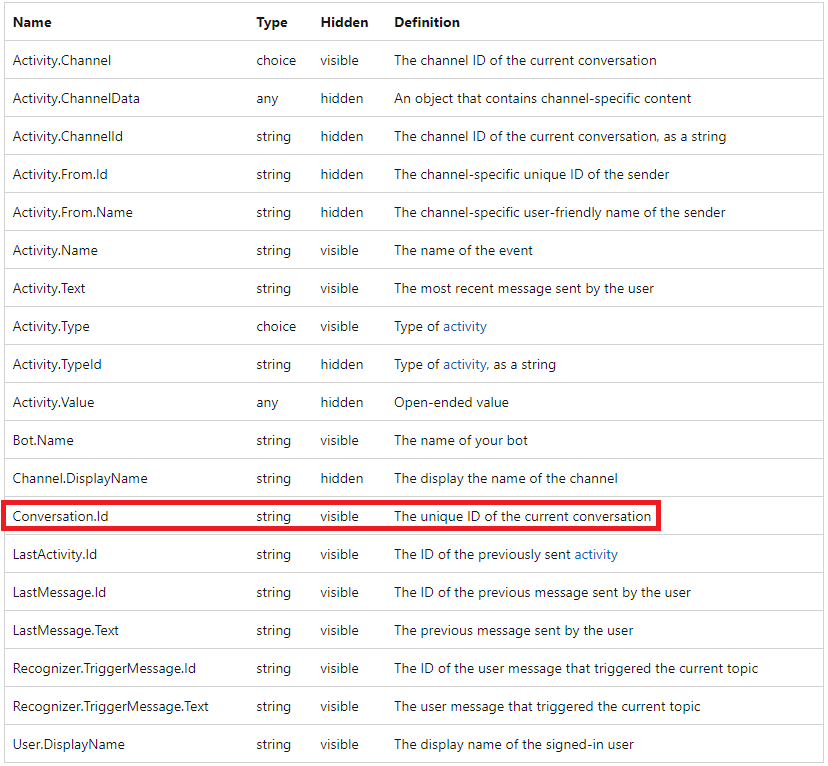 Name Type Hidden Definition
Activity.Channel choice visible The channel ID of the current conversation
Activity.ChannelData any hidden An object that contains channel-specific content
Activity.ChannelId string hidden The channel ID of the current conversation, as a string
Activity.From.Id string hidden The channel-specific unique ID of the sender
Activity.From.Name string hidden The channel-specific user-friendly name of the sender
Activity.Name string visible The name of the event
Activity.Text string visible The most recent message sent by the user
Activity.Type choice visible Type of activity
Activity.TypeId string hidden Type of activity, as a string
Activity.Value any hidden Open-ended value
Bot.Name string visible The name of your bot
Channel.DisplayName string hidden The display the name of the channel
Conversation.Id string visible The unique ID of the current conversation
LastActivity.Id string visible The ID of the previously sent activity
LastMessage.Id string visible The ID of the previous message sent by the user
LastMessage.Text string visible The previous message sent by the user
Recognizer.TriggerMessage.Id string visible The ID of the user message that triggered the current topic
Recognizer.TriggerMessage.Text string visible The user message that triggered the current topic
User.DisplayName string visible The display name of the signed-in user